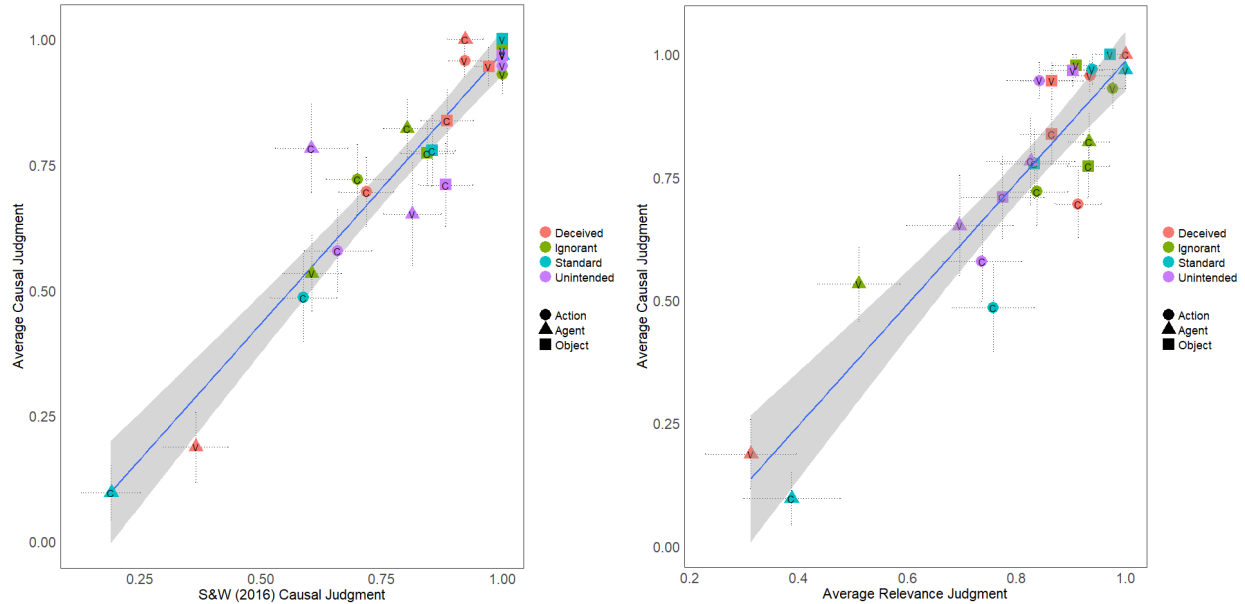 1.00
0.75
0.50
0.25
0.00
Average Causal Judgment
0.25
0.50
0.75
1.00
S&W (2016) Causal Judgment
Deceived
Ignorant
Standard
Unintended
Action
Agent
Object
1.00
0.75
0.50
0.25
0.00
Average Causal Judgment
0.2
0.4
0.6
0.8
1.0
Average Relevance Judgment
Deceived
Ignorant
Standard
Unintended
Action
Agent
Object